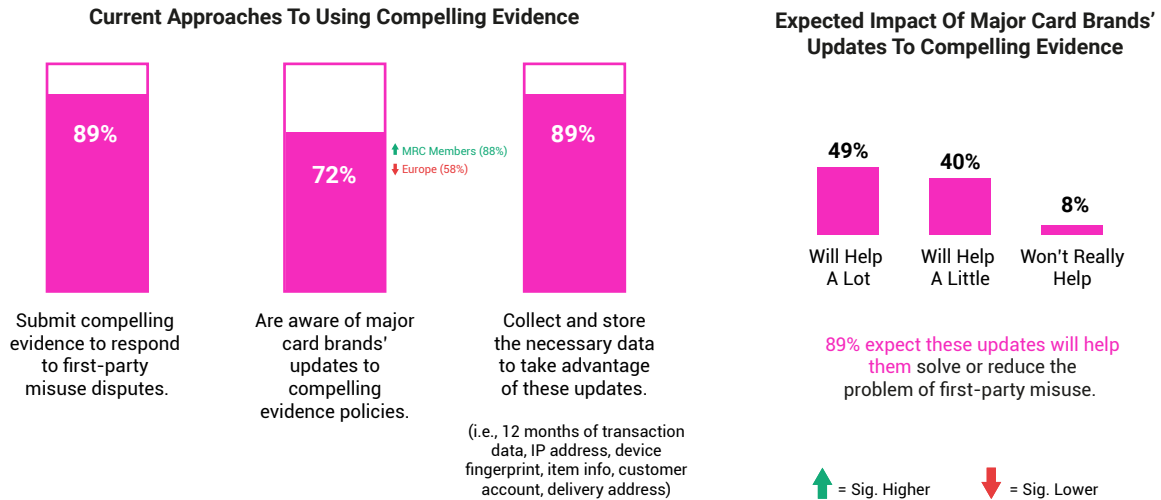 Current Approaches To Using Compelling Evidence
89%
Submit compelling
evidence to respond
to first-party
misuse disputes.
72%
MRC Members (88%)
Europe (58%)
Are aware of major
card brands'
updates to
compelling
evidence policies.
89%
Collect and store
the necessary data
to take advantage
of these updates.
(i.e., 12 months of transaction
data, IP address, device
fingerprint, item info, customer
account, delivery address)
Expected Impact Of Major Card Brands'
Updates To Compelling Evidence
49%
Will Help
A Lot
40%
Will Help
A Little
8%
Won't Really
Help
89% expect these updates will help
them solve or reduce the
problem of first-party misuse.
= Sig. Higher
= Sig. Lower